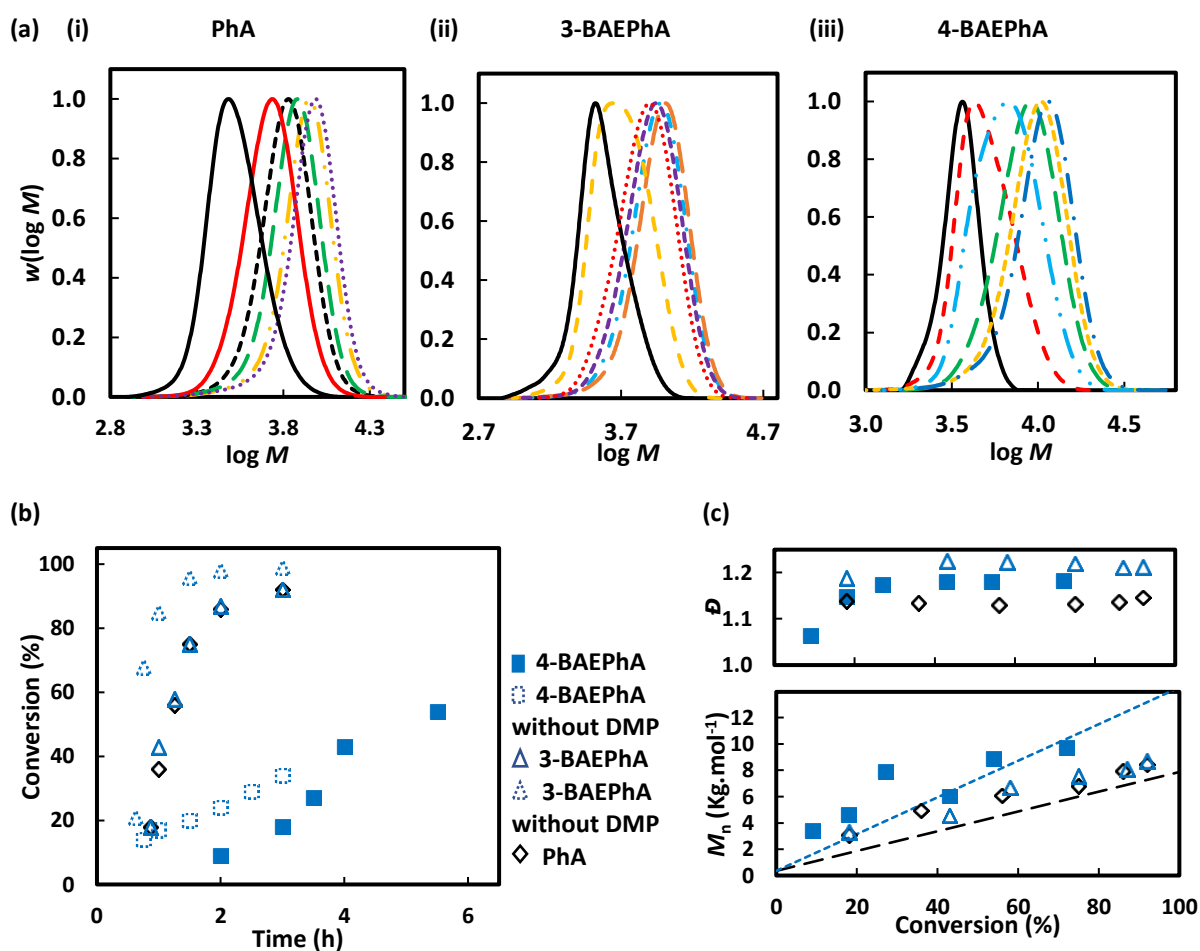 (a) (i) PhA (ii) 3-BAEPhA (iii) 4-BAEPhA
w(log M)
1.0
0.8
0.6
0.4
0.2
0.0
2.8 3.3 3.8 4.3
log M
1.0
0.8
0.6
0.4
0.2
0.0
2.7 3.7 4.7
log M
1.0
0.8
0.6
0.4
0.2
0.0
3.0 3.5 4.0 4.5
log M
(b)
Conversion (%)
100
80
60
40
20
0
0 2 4 6
Time (h)
4-BAEPhA
4-BAEPhA
without DMP
3-BAEPhA
3-BAEPhA
without DMP
PhA
(c)
Đ
1.2
1.1
1.0
Mn (Kg.mol-1)
12
10
8
6
4
2
0
0 20 40 60 80 100
Conversion (%)